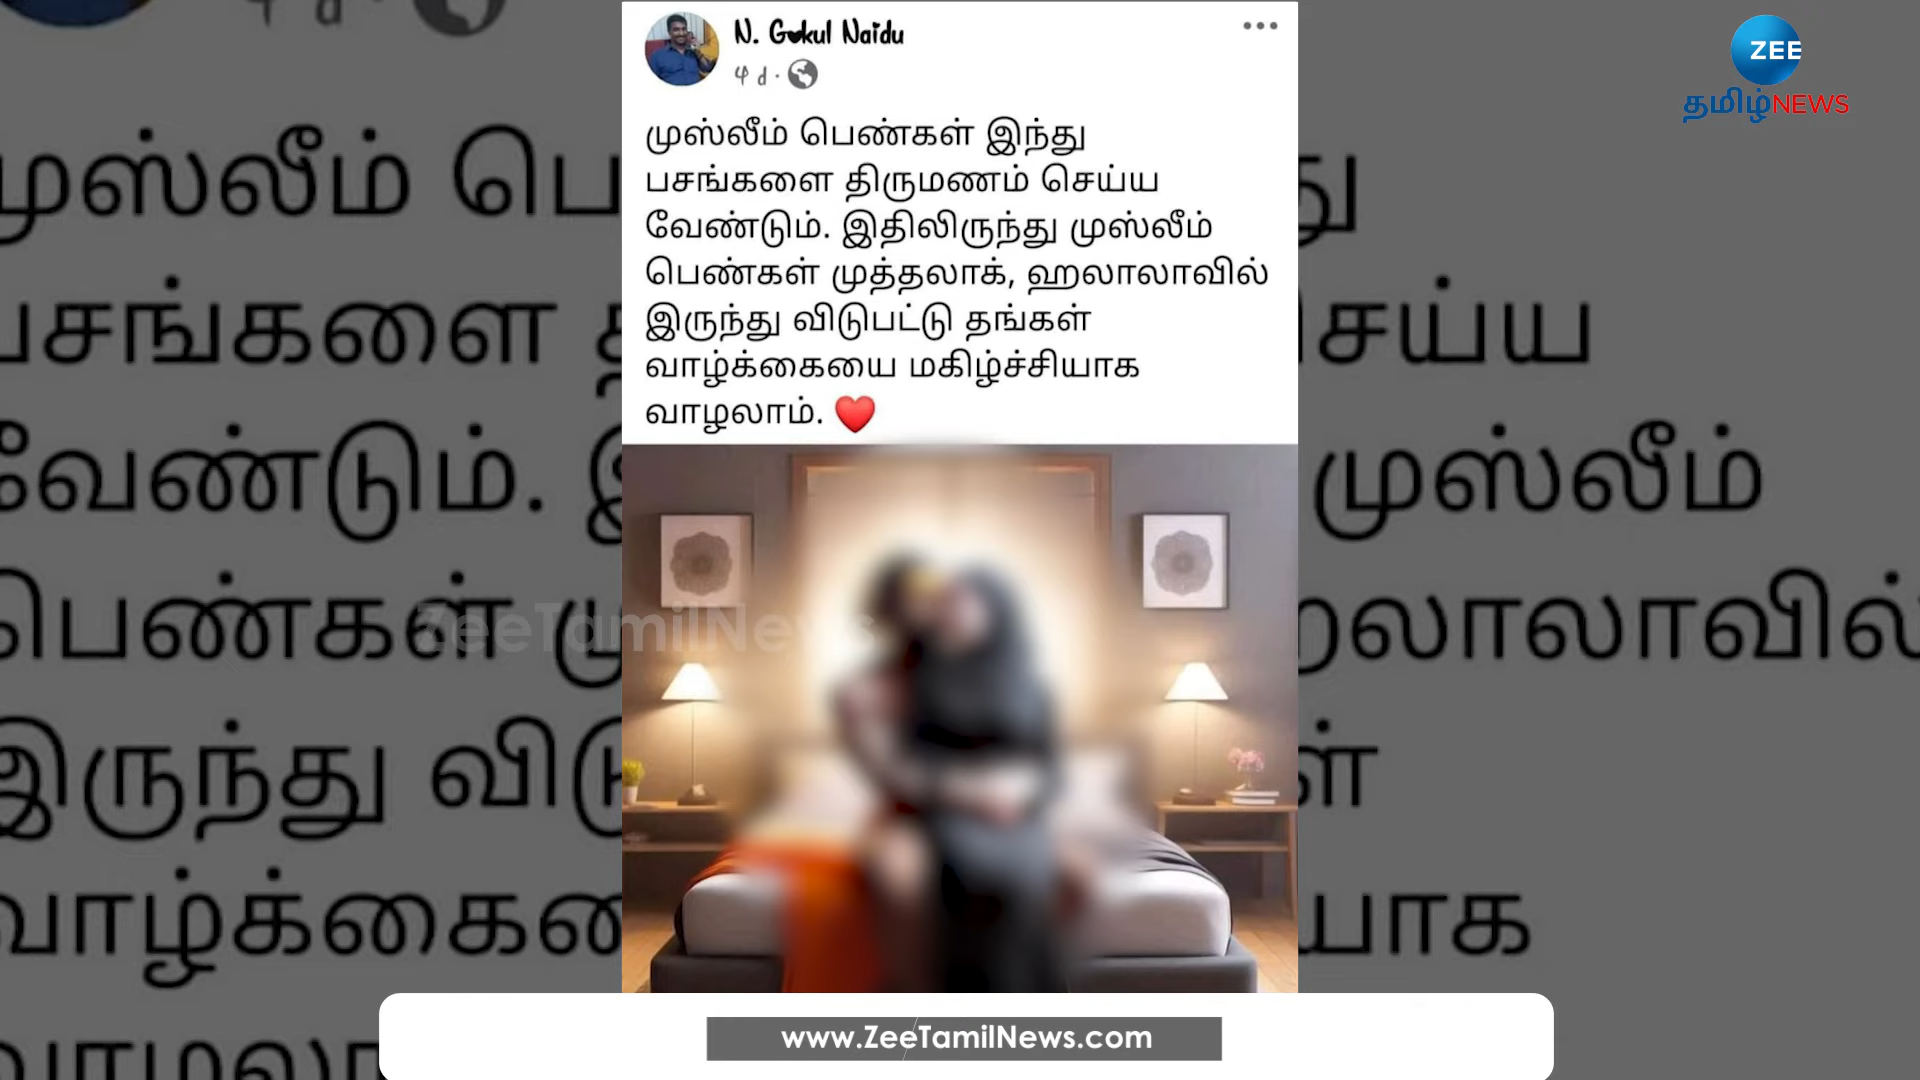 N. Gokul Naidu
4 d ·
முஸ்லீம் பெண்கள் இந்து
பசங்களை திருமணம் செய்ய
வேண்டும். இதிலிருந்து முஸ்லீம்
பெண்கள் முத்தலாக், ஹலாலாவில்
இருந்து விடுபட்டு தங்கள்
வாழ்க்கையை மகிழ்ச்சியாக
வாழலாம். ❤️
ZEE
தமிழ்NEWS
ZeeTamilNews
www.ZeeTamilNews.com